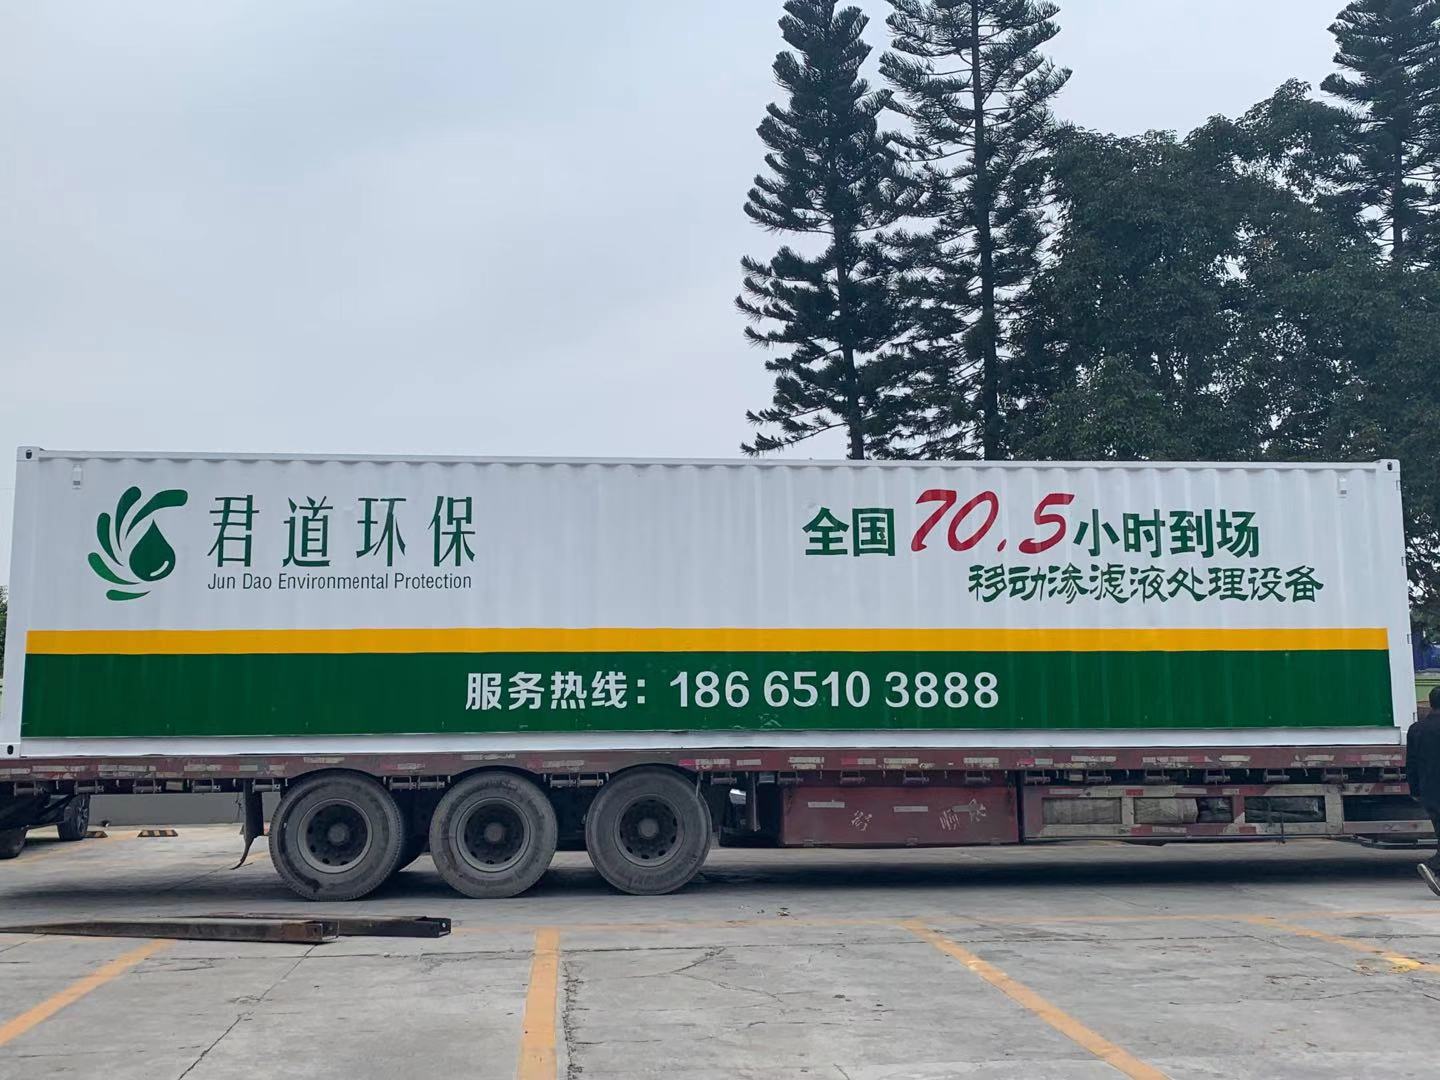 君道环保
Jun Dao Environmental Protection
全国70.5小时到场
移动渗滤液处理设备
服务热线：186 6510 3888